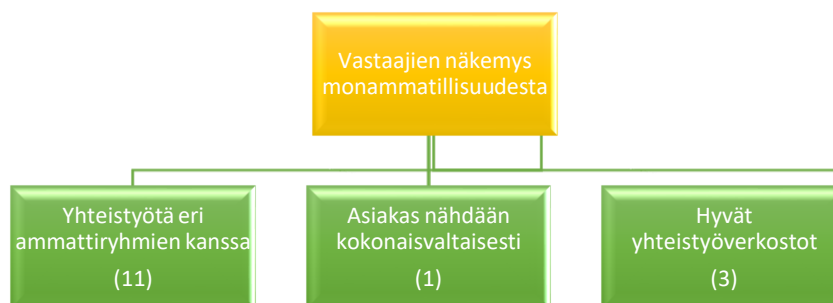 Vastaajien näkemys
monammatillisuudesta
Yhteistyötä eri
ammattiryhmien kanssa
(11)
Asiakas nähdään
kokonaisvaltaisesti
(1)
Hyvät
yhteistyöverkostot
(3)